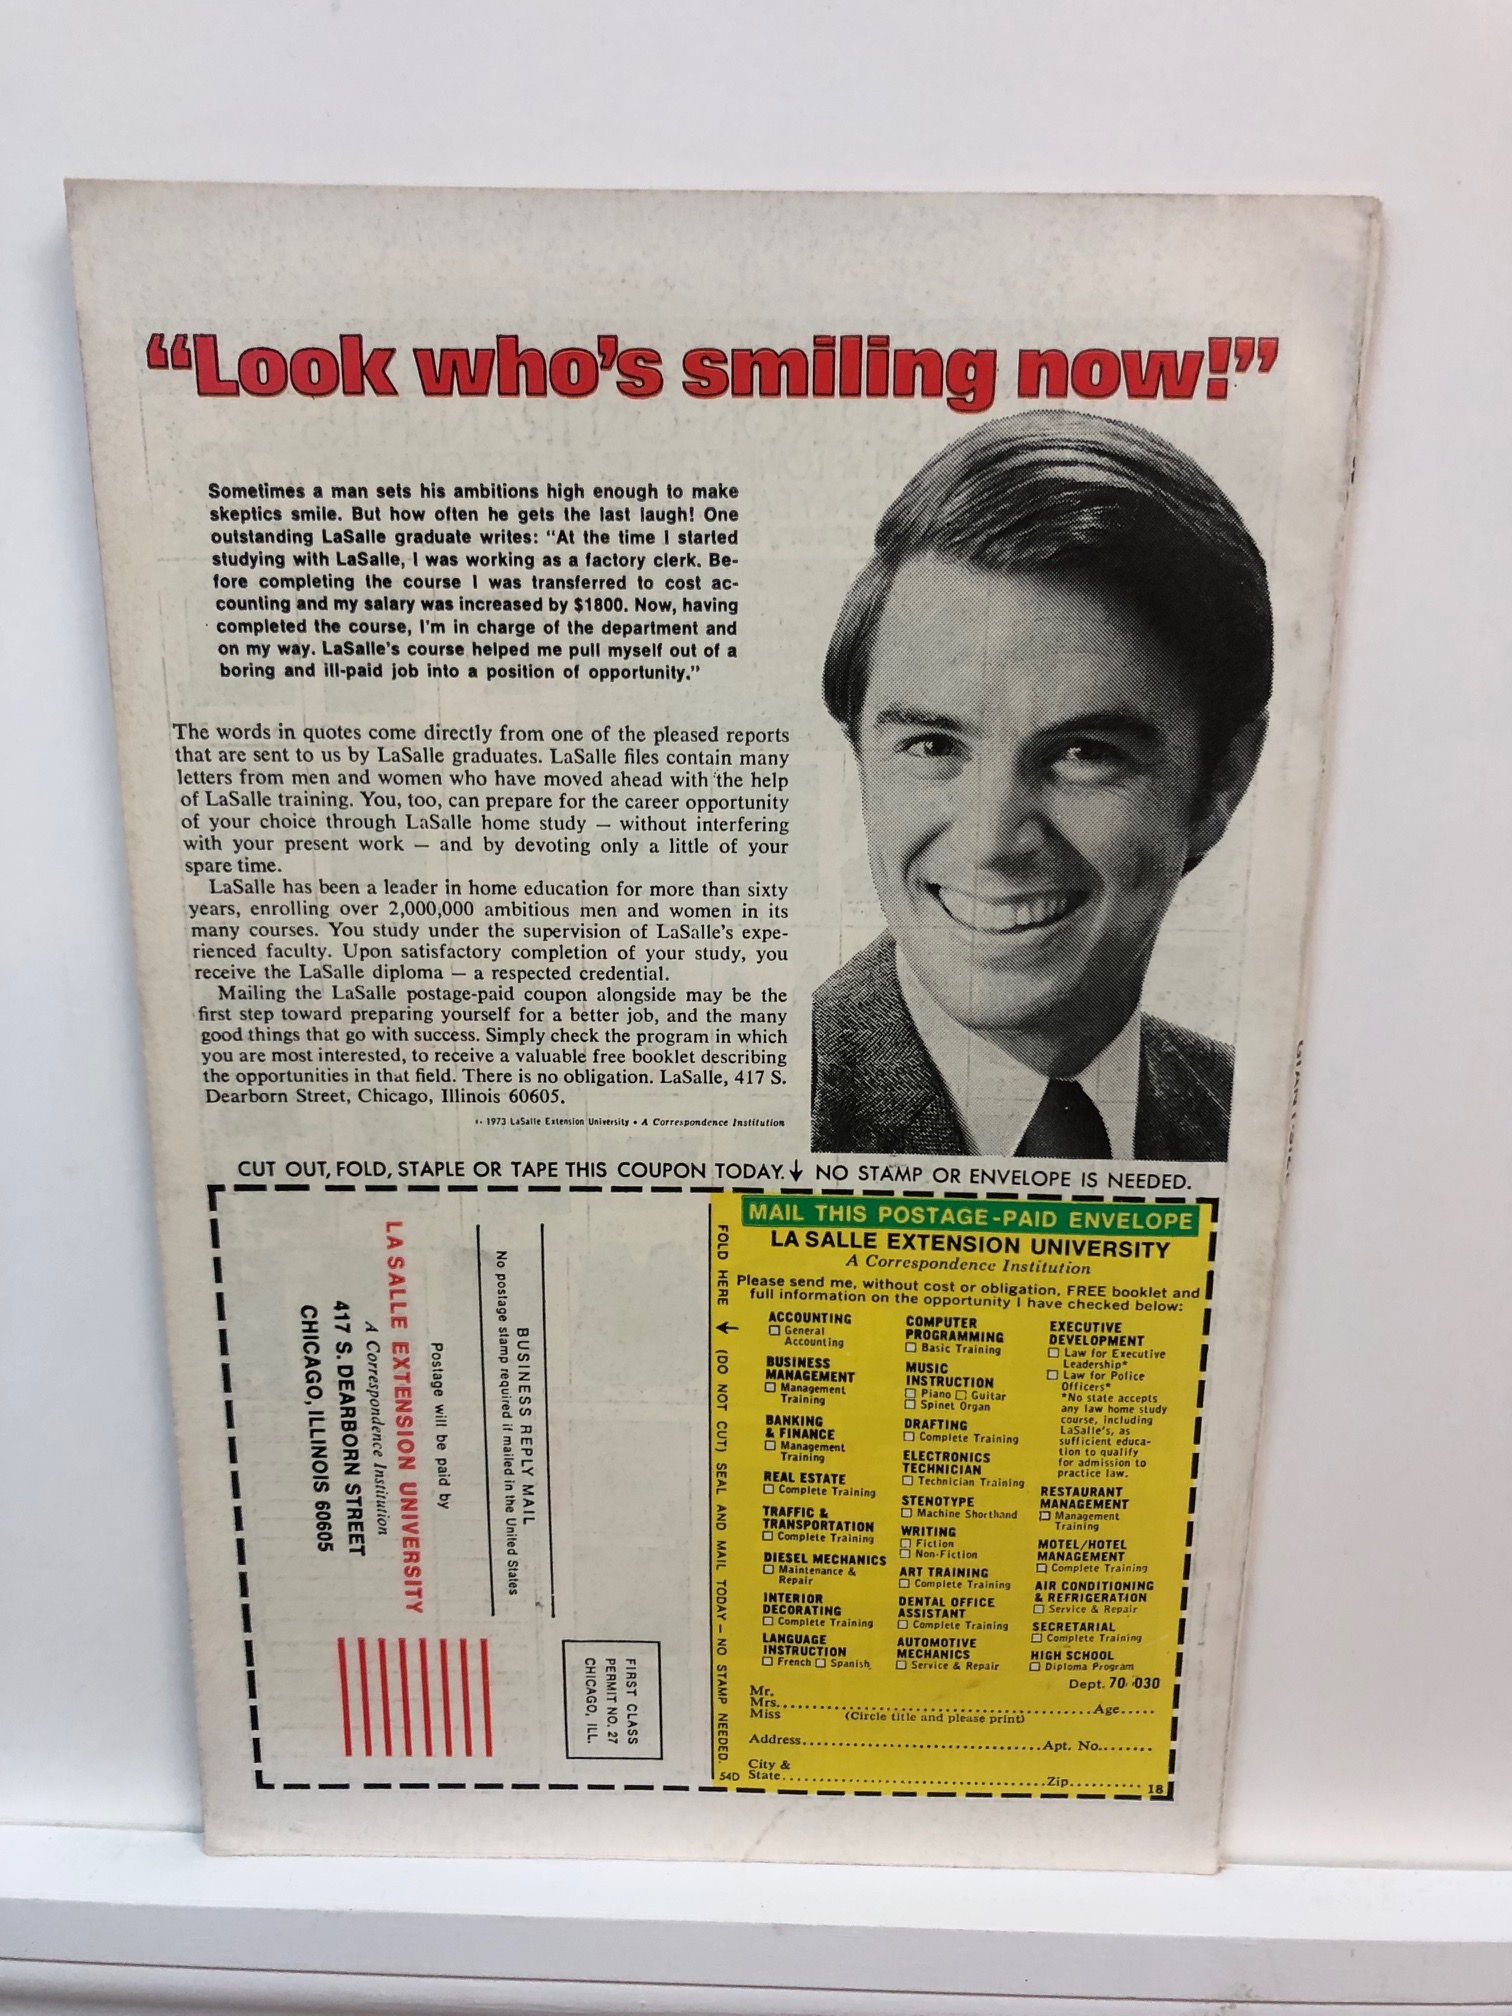 “Look who’s smiling now!”
Sometimes a man sets his ambitions high enough to make
skeptics smile. But how often he gets the last laugh! One
outstanding LaSalle graduate writes: “At the time I started
studying with LaSalle, I was working as a factory clerk. Be-
fore completing the course I was transferred to cost ac-
counting and my salary was increased by $1800. Now, having
completed the course, I'm in charge of the department and
on my way. LaSalle's course helped me pull myself out of a
boring and ill-paid job into a position of opportunity.”
The words in quotes come directly from one of the pleased reports
that are sent to us by LaSalle graduates. LaSalle files contain many
letters from men and women who have moved ahead with the help
of LaSalle training. You, too, can prepare for the career opportunity
of your choice through LaSalle home study — without interfering
with your present work — and by devoting only a little of your
spare time.
LaSalle has been a leader in home education for more than sixty
years, enrolling over 2,000,000 ambitious men and women in its
many courses. You study under the supervision of LaSalle's expe-
rienced faculty. Upon satisfactory completion of your study, you
receive the LaSalle diploma — a respected credential.
Mailing the LaSalle postage-paid coupon alongside may be the
first step toward preparing yourself for a better job, and the many
good things that go with success. Simply check the program in which
you are most interested, to receive a valuable free booklet describing
the opportunities in that field. There is no obligation. LaSalle, 417 S.
Dearborn Street, Chicago, Illinois 60605.
1973 LaSalle Extension University • A Correspondence Institution
CUT OUT, FOLD, STAPLE OR TAPE THIS COUPON TODAY. ↓ NO STAMP OR ENVELOPE IS NEEDED.
FIRST CLASS
PERMIT NO. 27
CHICAGO, ILL.
BUSINESS REPLY MAIL
No postage stamp required if mailed in the United States
Postage will be paid by
LA SALLE EXTENSION UNIVERSITY
A Correspondence Institution
417 S. DEARBORN STREET
CHICAGO, ILLINOIS 60605
FOLD HERE (DO NOT CUT) SEAL AND MAIL TODAY — NO STAMP NEEDED.
54D
MAIL THIS POSTAGE-PAID ENVELOPE
LA SALLE EXTENSION UNIVERSITY
A Correspondence Institution
Please send me, without cost or obligation, FREE booklet and
full information on the opportunity I have checked below:
ACCOUNTING
□ General
Accounting
BUSINESS
MANAGEMENT
□ Management
Training
BANKING
& FINANCE
□ Management
Training
REAL ESTATE
□ Complete Training
TRAFFIC &
TRANSPORTATION
□ Complete Training
DIESEL MECHANICS
□ Maintenance &
Repair
INTERIOR
DECORATING
□ Complete Training
LANGUAGE
INSTRUCTION
□ French □ Spanish
COMPUTER
PROGRAMMING
□ Basic Training
MUSIC
INSTRUCTION
□ Piano □ Guitar
□ Spinet Organ
DRAFTING
□ Complete Training
ELECTRONICS
TECHNICIAN
□ Technician Training
STENOTYPE
□ Machine Shorthand
WRITING
□ Fiction
□ Non-Fiction
ART TRAINING
□ Complete Training
DENTAL OFFICE
ASSISTANT
□ Complete Training
AUTOMOTIVE
MECHANICS
□ Service & Repair
EXECUTIVE
DEVELOPMENT
□ Law for Executive
Leadership*
□ Law for Police
Officers*
*No state accepts
any law home study
course, including
LaSalle's, as
sufficient educa-
tion to qualify
for admission to
practice law.
RESTAURANT
MANAGEMENT
□ Management
Training
MOTEL/HOTEL
MANAGEMENT
□ Complete Training
AIR CONDITIONING
& REFRIGERATION
□ Service & Repair
SECRETARIAL
□ Complete Training
HIGH SCHOOL
□ Diploma Program
Dept. 70-030
Mr.
Mrs. Age
Miss (Circle title and please print)
Address Apt. No.
City &
State Zip
18